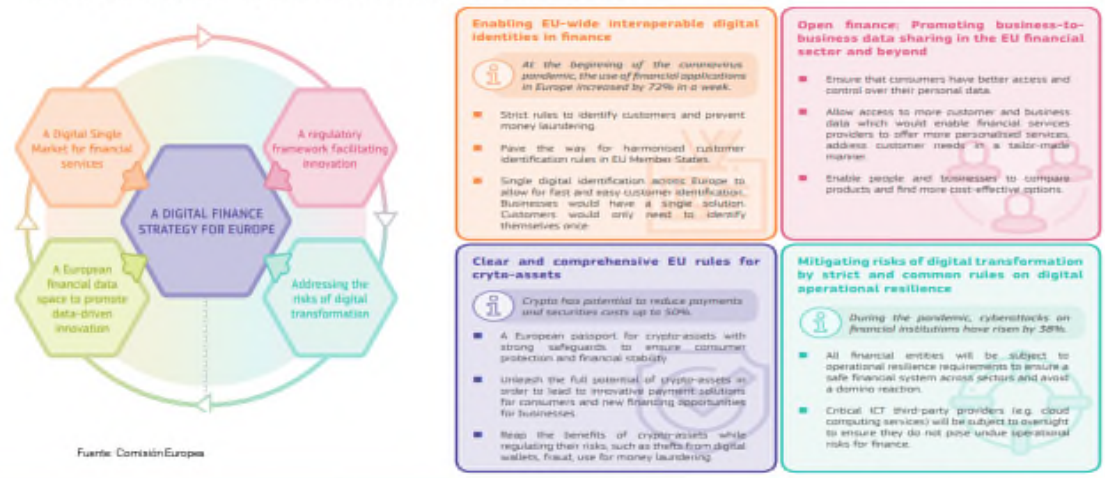 A Digital Single
Market for financial
services
A regulatory
framework facilitating
innovation
A DIGITAL FINANCE
STRATEGY FOR EUROPE
A European
financial data
space to promote
data-driven
innovation
Addressing the
risks of digital
transformation
Fuente: Comisión Europea
Enabling EU-wide interoperable digital
identities in finance
At the beginning of the coronavirus
pandemic, the use of financial applications
in Europe increased by 72% in a week.
Strict rules to identify customers and prevent
money laundering.
Pave the way for harmonised customer
identification rules in EU Member States.
Single digital identification across Europe to
allow for fast and easy customer identification.
Businesses would have a single solution.
Customers would only need to identify
themselves once
Open finance: Promoting business-to-
business data sharing in the EU financial
sector and beyond
Ensure that consumers have better access and
control over their personal data.
Allow access to more customer and business
data which would enable financial services
providers to offer more personalised services,
address customer needs in a tailor-made
manner.
Enable people and businesses to compare
products and find more cost-effective options.
Clear and comprehensive EU rules for
cryto-assets
Crypto has potential to reduce payments
and securities costs up to 50%.
A European passport for crypto-assets with
strong safeguards to ensure consumer
protection and financial stability.
Unleash the full potential of crypto-assets in
order to lead to innovative payment solutions
for consumers and new financing opportunities
for businesses.
Reap the benefits of crypto-assets while
regulating their risks, such as thefts from digital
wallets, fraud, use for money laundering.
Mitigating risks of digital transformation
by strict and common rules on digital
operational resilience
During the pandemic, cyberattacks on
financial institutions have risen by 38%.
All financial entities will be subject to
operational resilience requirements to ensure a
safe financial system across sectors and avoid
a domino reaction.
Critical ICT third-party providers (e.g. cloud
computing services) will be subject to oversight
to ensure they do not pose undue operational
risks for finance.